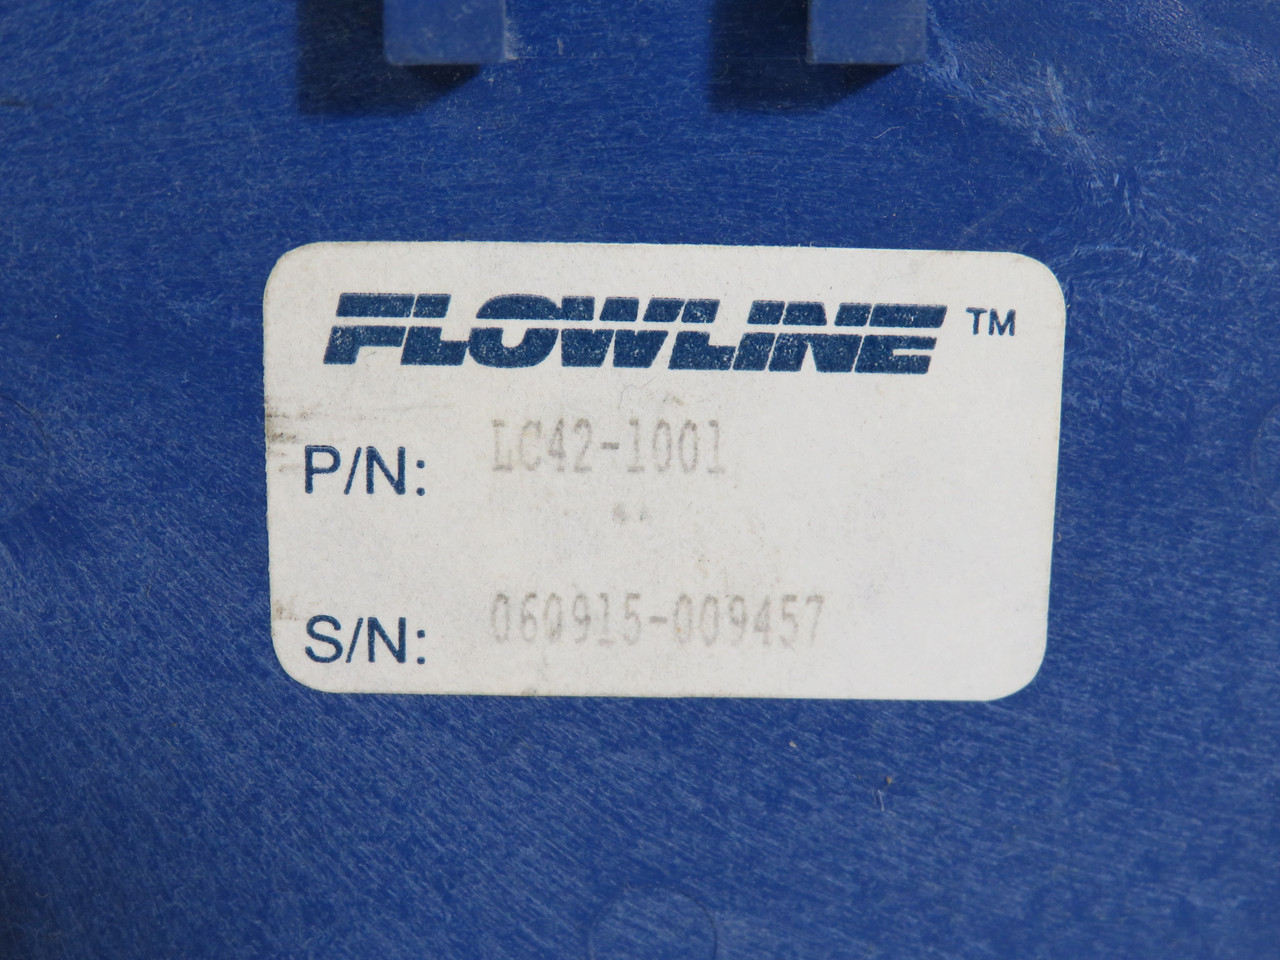 FLOWLINE™
P/N: LC42-1001
S/N: 060915-009457